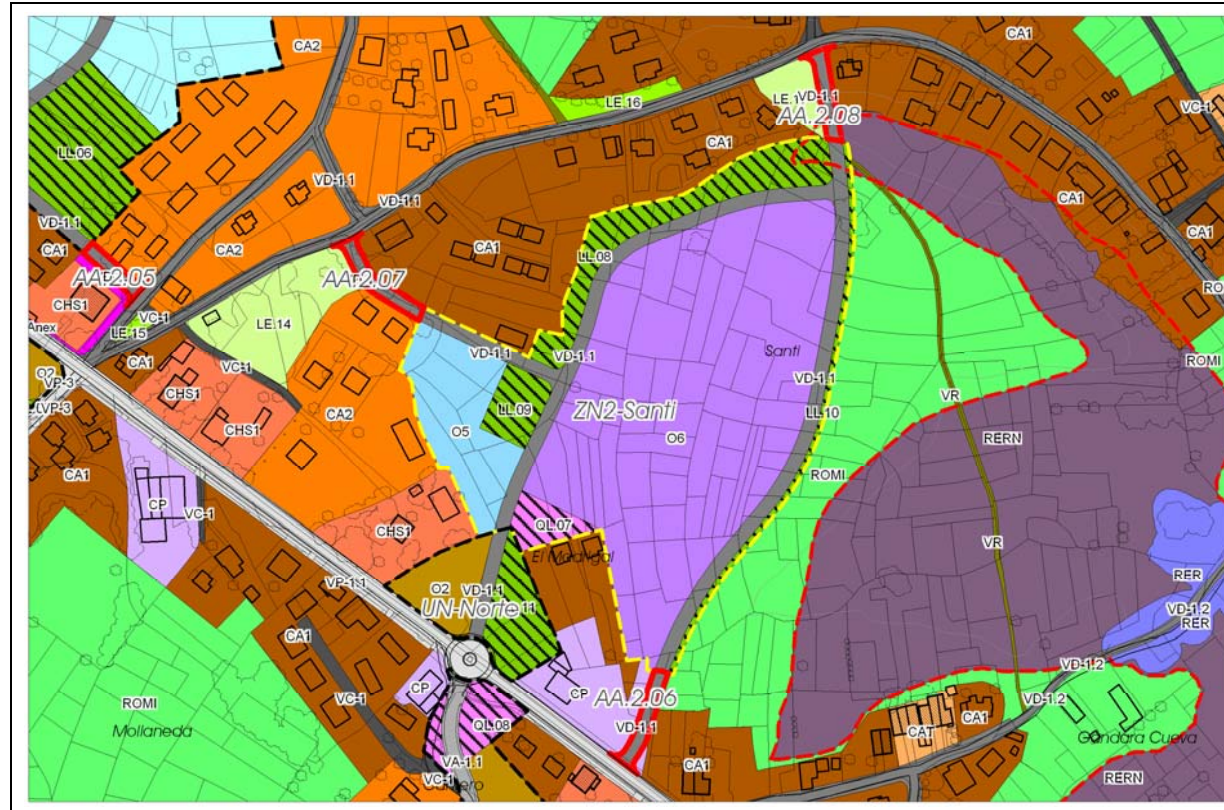 CA2
CA1
CA1
LE.16
LE.1
VD-1.1
AA.2.08
VC-1
LL.06
CA1
VD-1.1
VD-1.1
VD-1.1
CA2
CA1
CA1
CA1
LL.08
CA1
AA.2.05
AA.2.07
CHS1
VC-1
LE.15
LE.14
Anex
CA1
VC-1
VD-1.1
VD-1.1
Santi
VD-1.1
ROMI
O2
VP-3
VP-3
CHS1
CHS1
CA2
LL.09
ZN2-Santi
LL.10
VR
RERN
O5
O6
ROMI
CA1
CP
VC-1
CHS1
QL.07
El Madrigal
VR
RER
VP-1.1
O2
VD-1.1
UN-Norte
11
VD-1.2
RER
CA1
CP
CP
AA.2.06
VD-1.2
VD-1.2
ROMI
Mollaneda
VC-1
QL.08
VD-1.1
CA1
CAT
CA1
Gándara Cueva
VA-1.1
VC-1
RERN